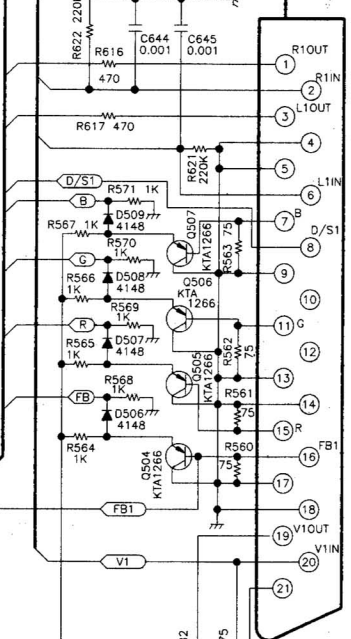 220
R622
C644
0.001
C645
0.001
R616
470
1
R1OUT
2
R1IN
R617 470
3
L1OUT
4
R621
220K
5
6
L1IN
D/S1
R571 1K
B
D509
4148
Q507
KTA1266
75
R563
7
B
D/S1
8
R567 1K
R570
1K
G
D508
4148
9
R566
1K
Q506
KTA
1266
10
R569
1K
11
G
R
D507
4148
R562
75
12
R565
1K
Q505
KTA1266
13
R568
1K
R561
75
14
FB
D506
4148
15
R
R564
1K
Q504
KTA1266
R560
75
16
FB1
17
FB1
18
19
V1OUT
V1
20
V1IN
21
75